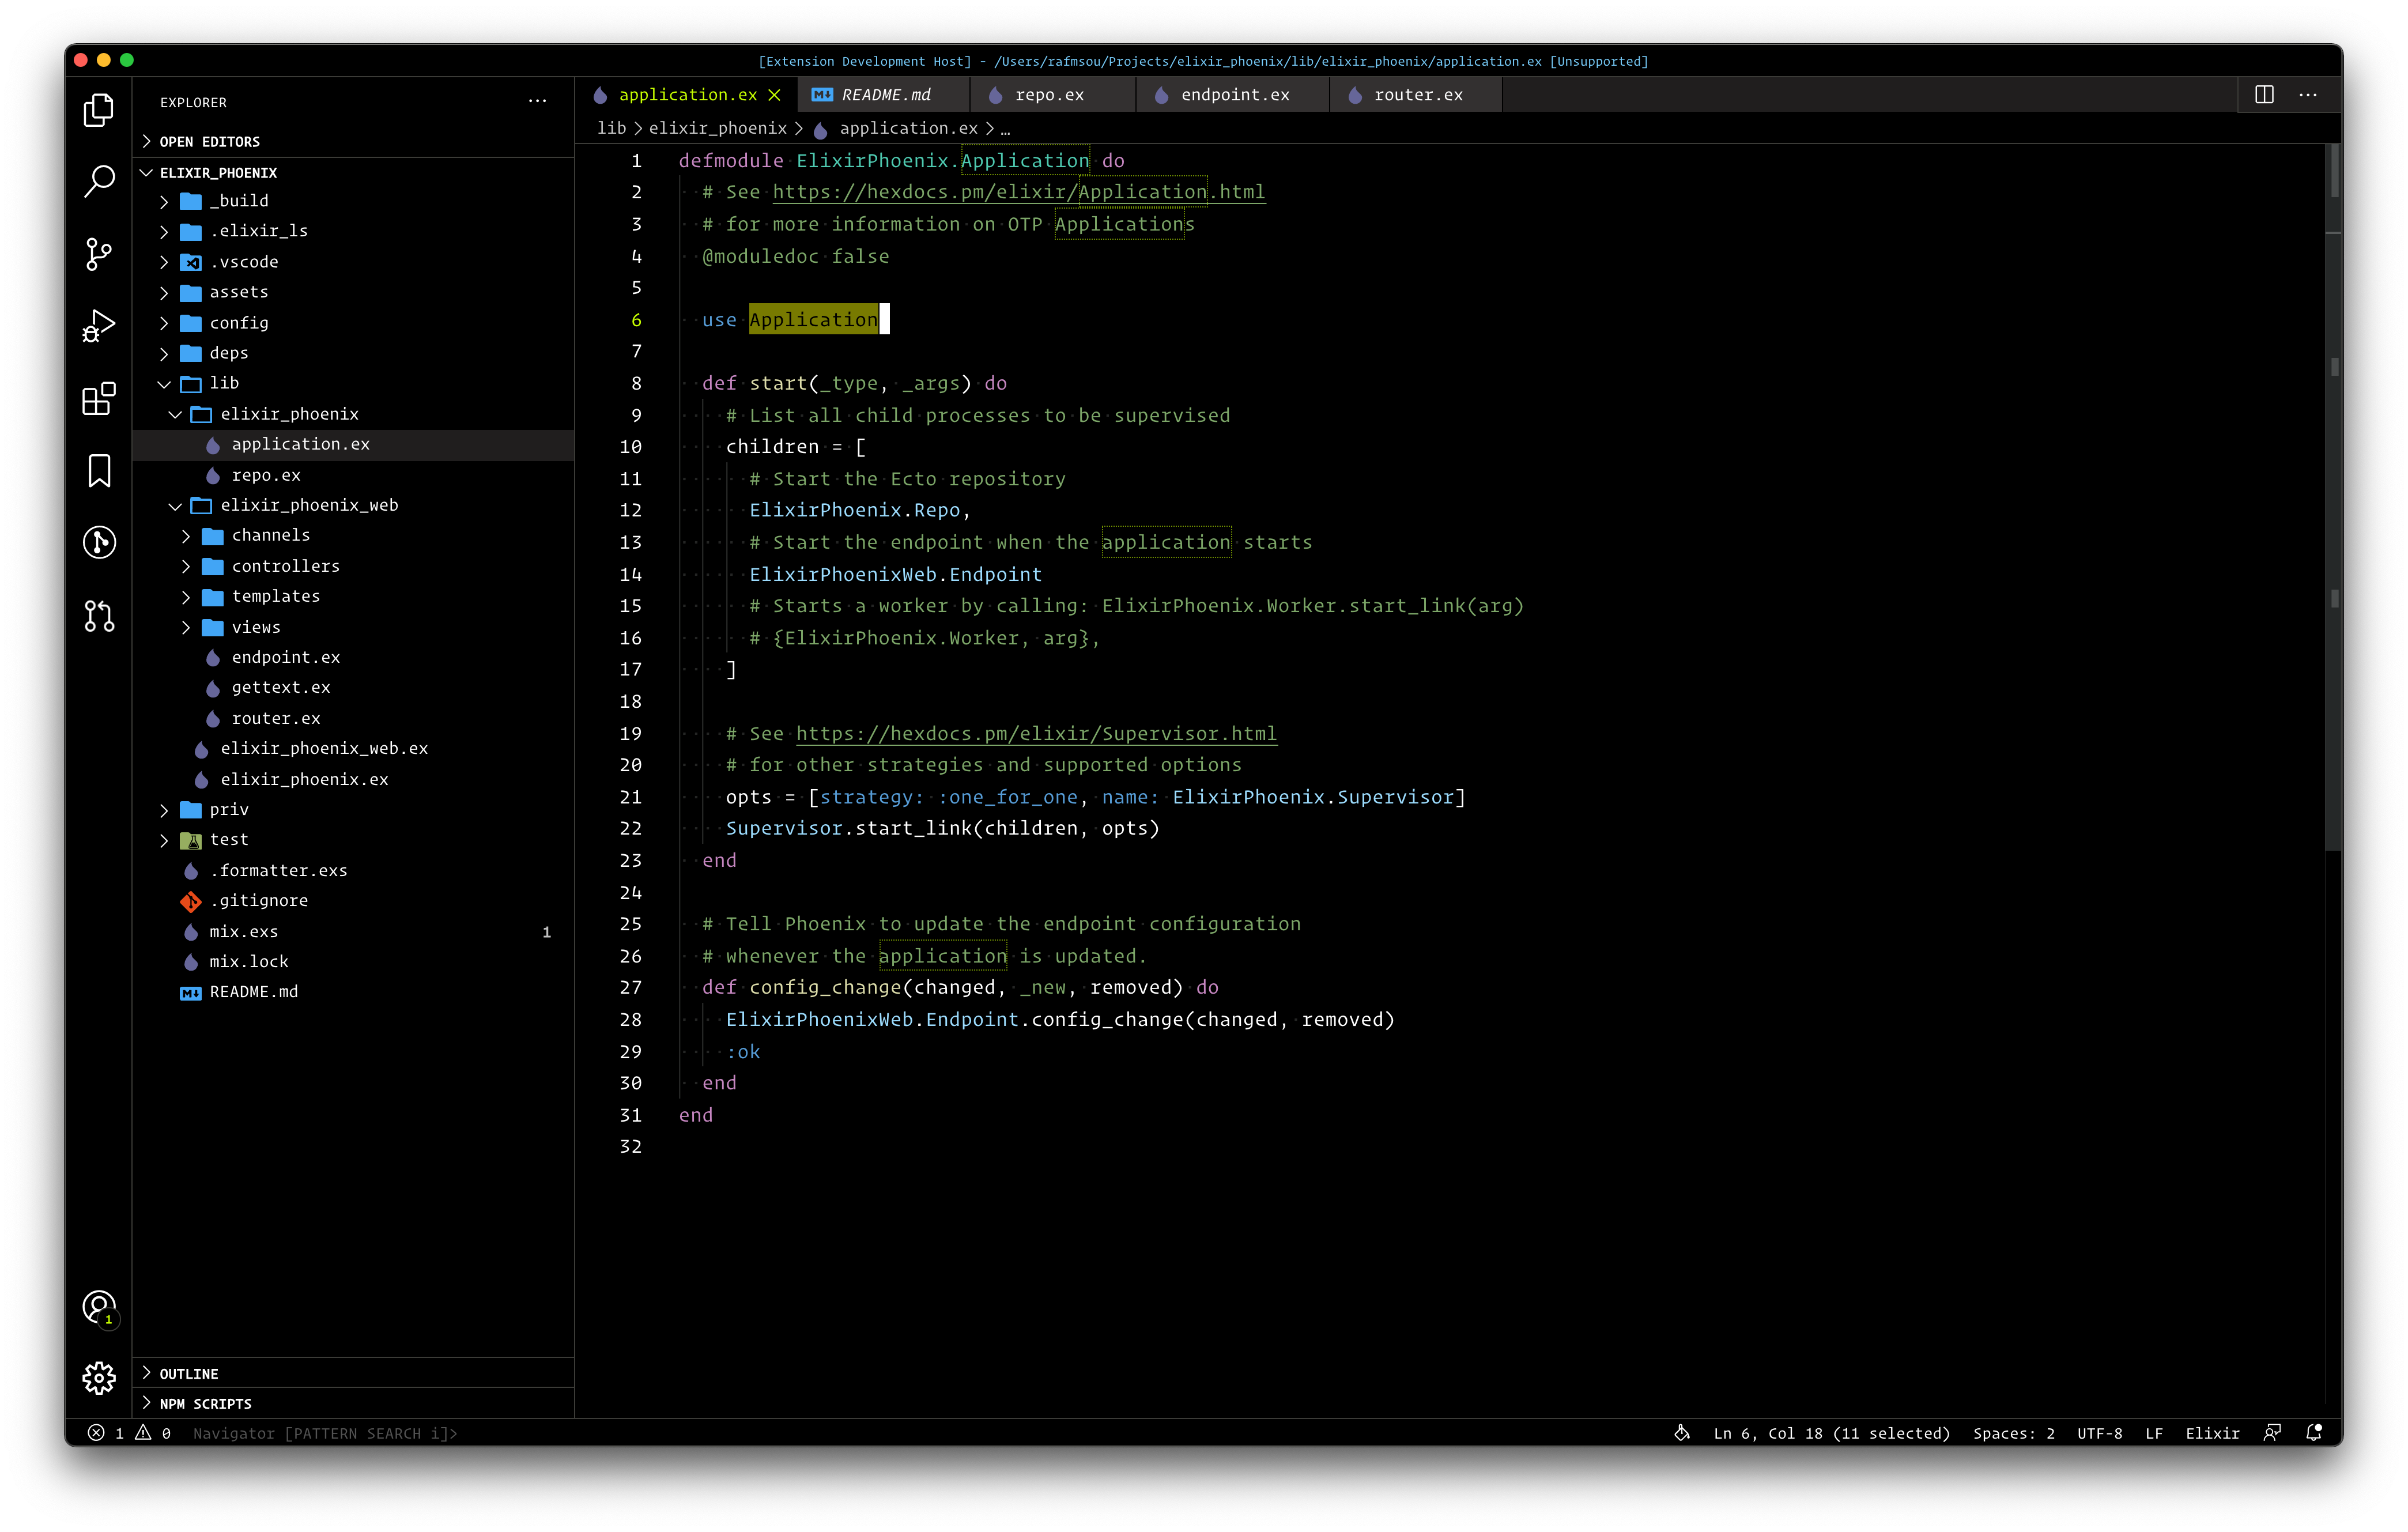 [Extension Development Host] - /Users/rafmsou/Projects/elixir_phoenix/lib/elixir_phoenix/application.ex [Unsupported]
EXPLORER
OPEN EDITORS
ELIXIR_PHOENIX
_build
.elixir_ls
.vscode
assets
config
deps
lib
elixir_phoenix
application.ex
repo.ex
elixir_phoenix_web
channels
controllers
templates
views
endpoint.ex
gettext.ex
router.ex
elixir_phoenix_web.ex
elixir_phoenix.ex
priv
test
.formatter.exs
.gitignore
mix.exs 1
mix.lock
README.md
1
OUTLINE
NPM SCRIPTS
application.ex README.md repo.ex endpoint.ex router.ex
lib > elixir_phoenix > application.ex > …
1 defmodule ElixirPhoenix.Application do
2   # See https://hexdocs.pm/elixir/Application.html
3   # for more information on OTP Applications
4   @moduledoc false
5
6   use Application
7
8   def start(_type, _args) do
9     # List all child processes to be supervised
10     children = [
11       # Start the Ecto repository
12       ElixirPhoenix.Repo,
13       # Start the endpoint when the application starts
14       ElixirPhoenixWeb.Endpoint
15       # Starts a worker by calling: ElixirPhoenix.Worker.start_link(arg)
16       # {ElixirPhoenix.Worker, arg},
17     ]
18
19     # See https://hexdocs.pm/elixir/Supervisor.html
20     # for other strategies and supported options
21     opts = [strategy: :one_for_one, name: ElixirPhoenix.Supervisor]
22     Supervisor.start_link(children, opts)
23   end
24
25   # Tell Phoenix to update the endpoint configuration
26   # whenever the application is updated.
27   def config_change(changed, _new, removed) do
28     ElixirPhoenixWeb.Endpoint.config_change(changed, removed)
29     :ok
30   end
31 end
32
1 0 Navigator [PATTERN SEARCH i]> Ln 6, Col 18 (11 selected) Spaces: 2 UTF-8 LF Elixir